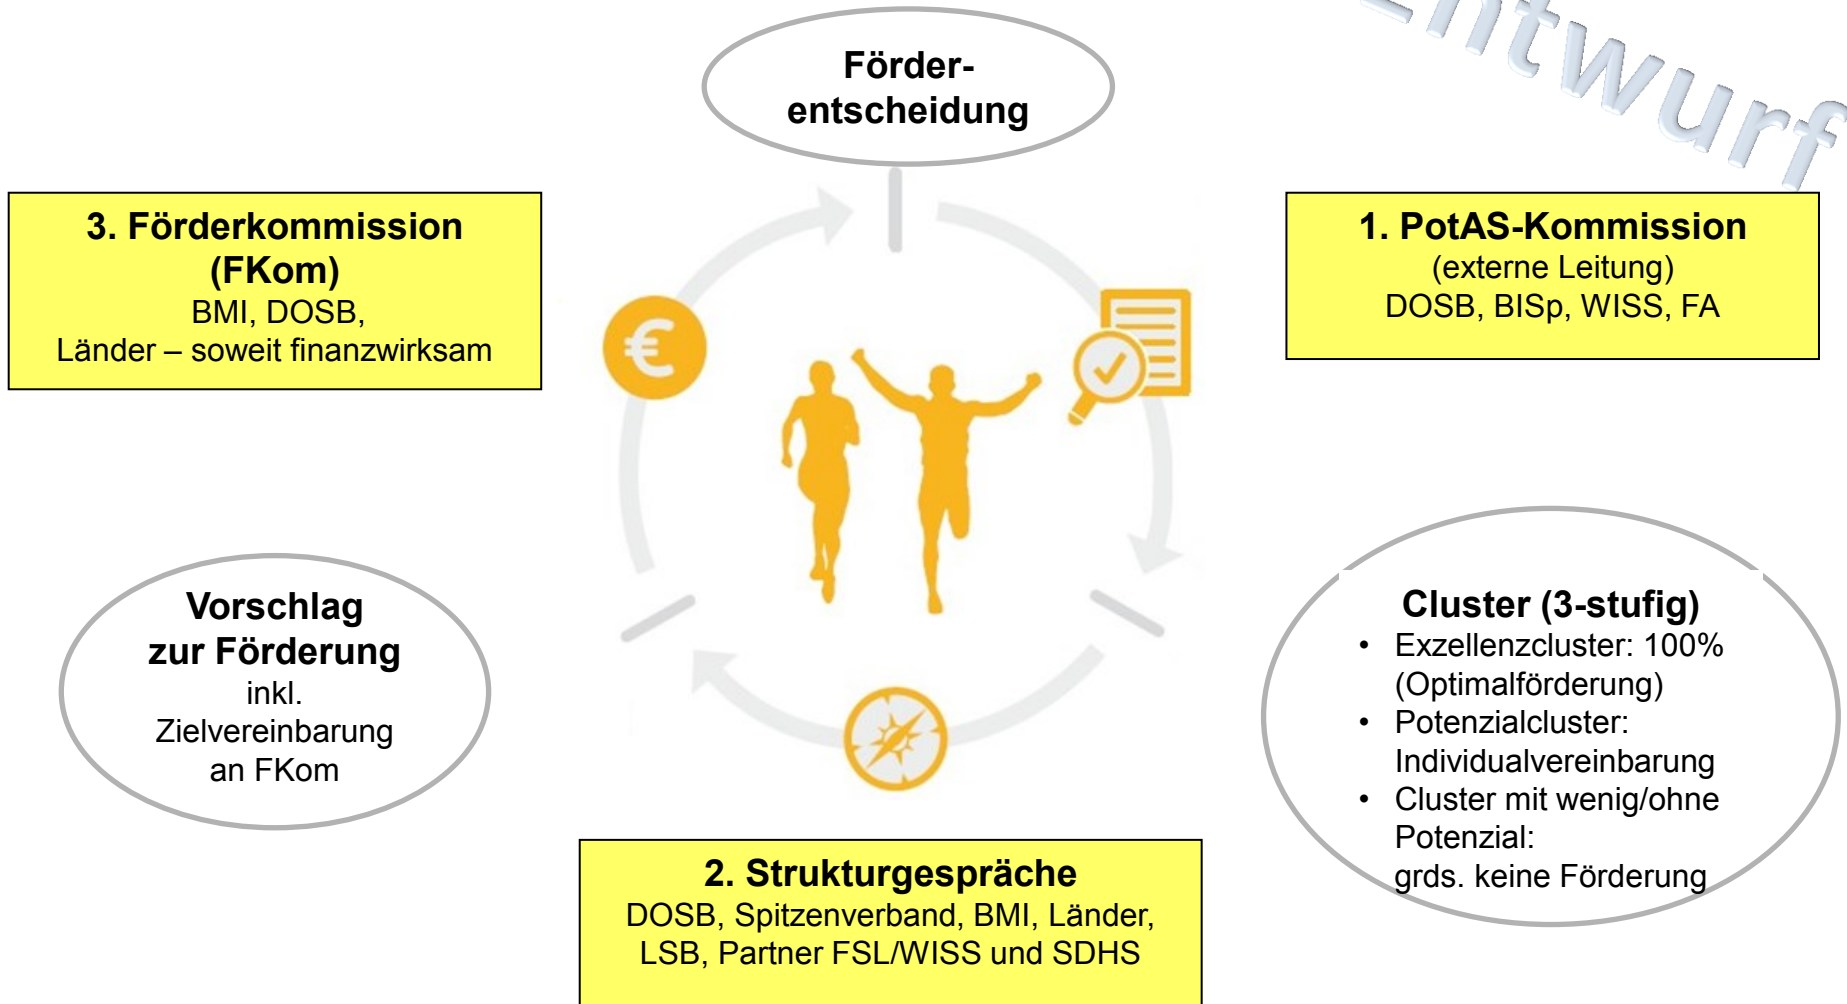 Entwurf
Förder-
entscheidung
3. Förderkommission
(FKom)
BMI, DOSB,
Länder – soweit finanzwirksam
1. PotAS-Kommission
(externe Leitung)
DOSB, BISp, WISS, FA
€
Vorschlag
zur Förderung
inkl.
Zielvereinbarung
an FKom
Cluster (3-stufig)
• Exzellenzcluster: 100%
(Optimalförderung)
• Potenzialcluster:
Individualvereinbarung
• Cluster mit wenig/ohne
Potenzial:
grds. keine Förderung
2. Strukturgespräche
DOSB, Spitzenverband, BMI, Länder,
LSB, Partner FSL/WISS und SDHS